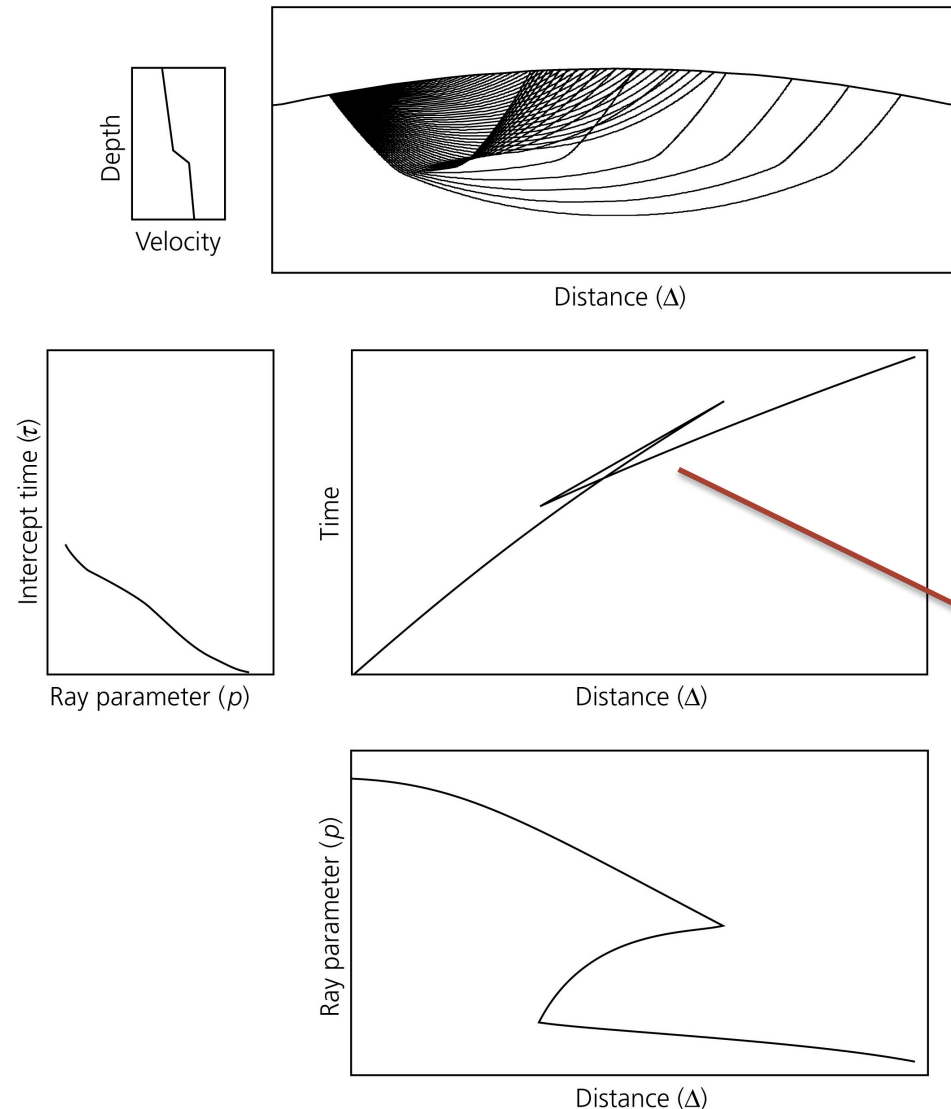 Depth
Velocity
Distance (Δ)
Intercept time (τ)
Ray parameter (p)
Time
Distance (Δ)
Ray parameter (p)
Distance (Δ)